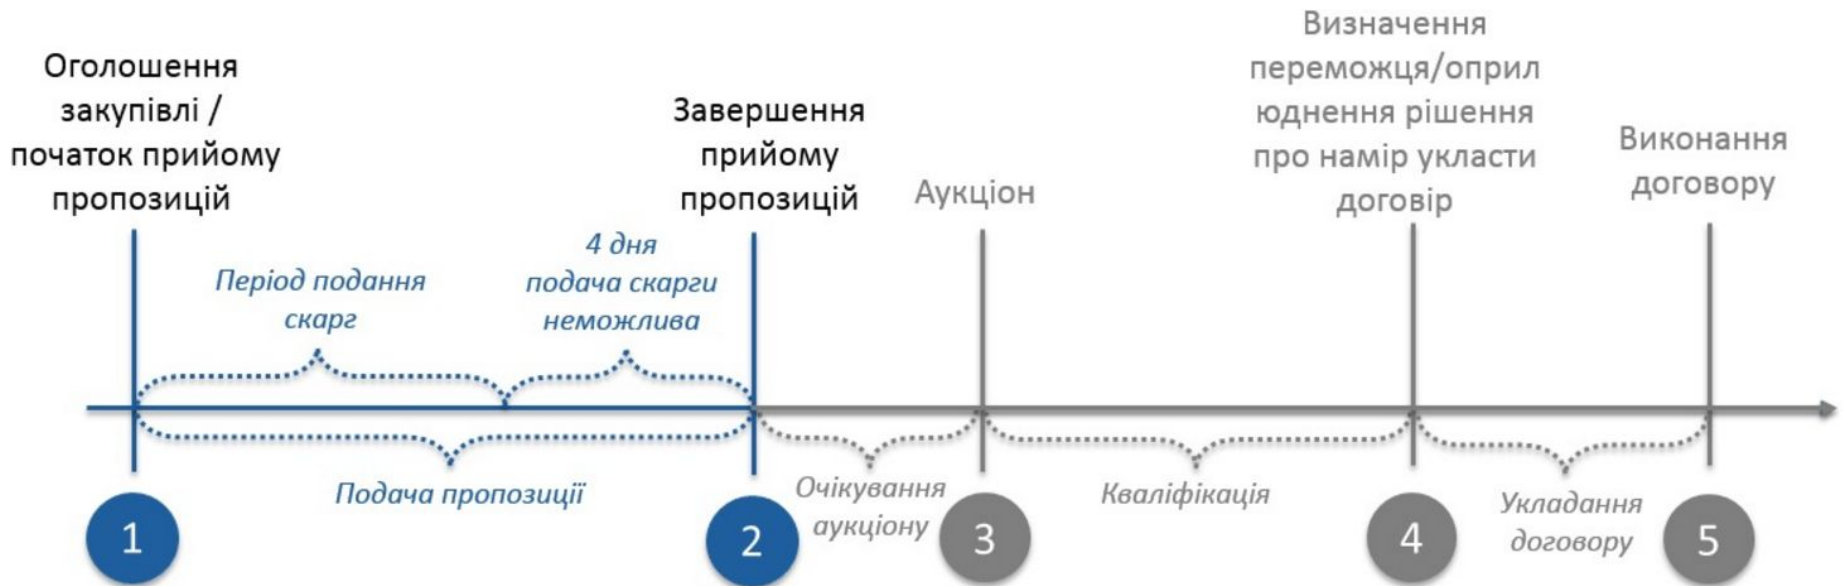 Оголошення
закупівлі /
початок прийому
пропозицій
Завершення
прийому
пропозицій
Аукціон
Визначення
переможця/оприл
юднення рішення
про намір укласти
договір
Виконання
договору
Період подання
скарг
4 дня
подача скарги
неможлива
Подача пропозиції
Очікування
аукціону
Кваліфікація
Укладання
договору
1
2
3
4
5